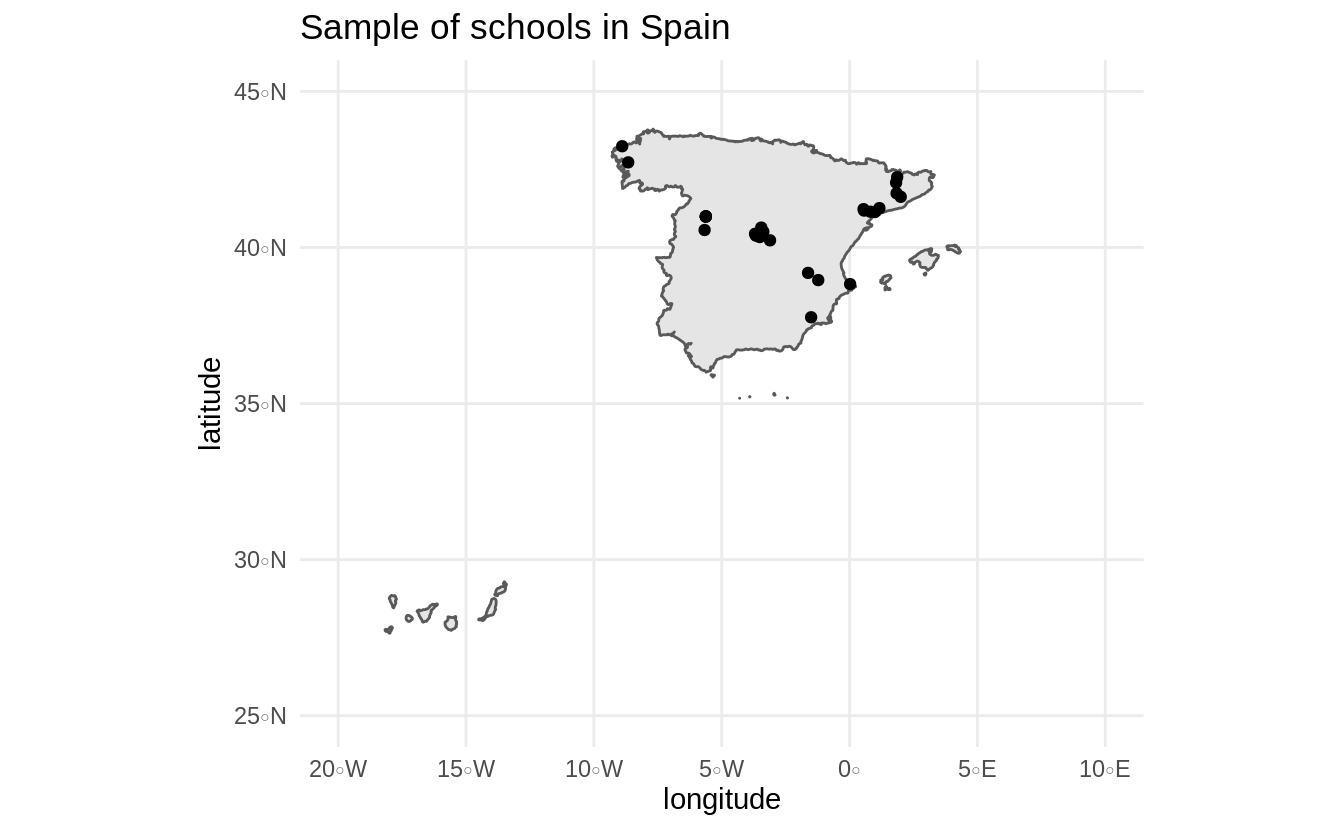 Sample of schools in Spain
45◦N
40◦N
35◦N
30◦N
25◦N
latitude
20◦W 15◦W 10◦W 5◦W 0◦ 5◦E 10◦E
longitude